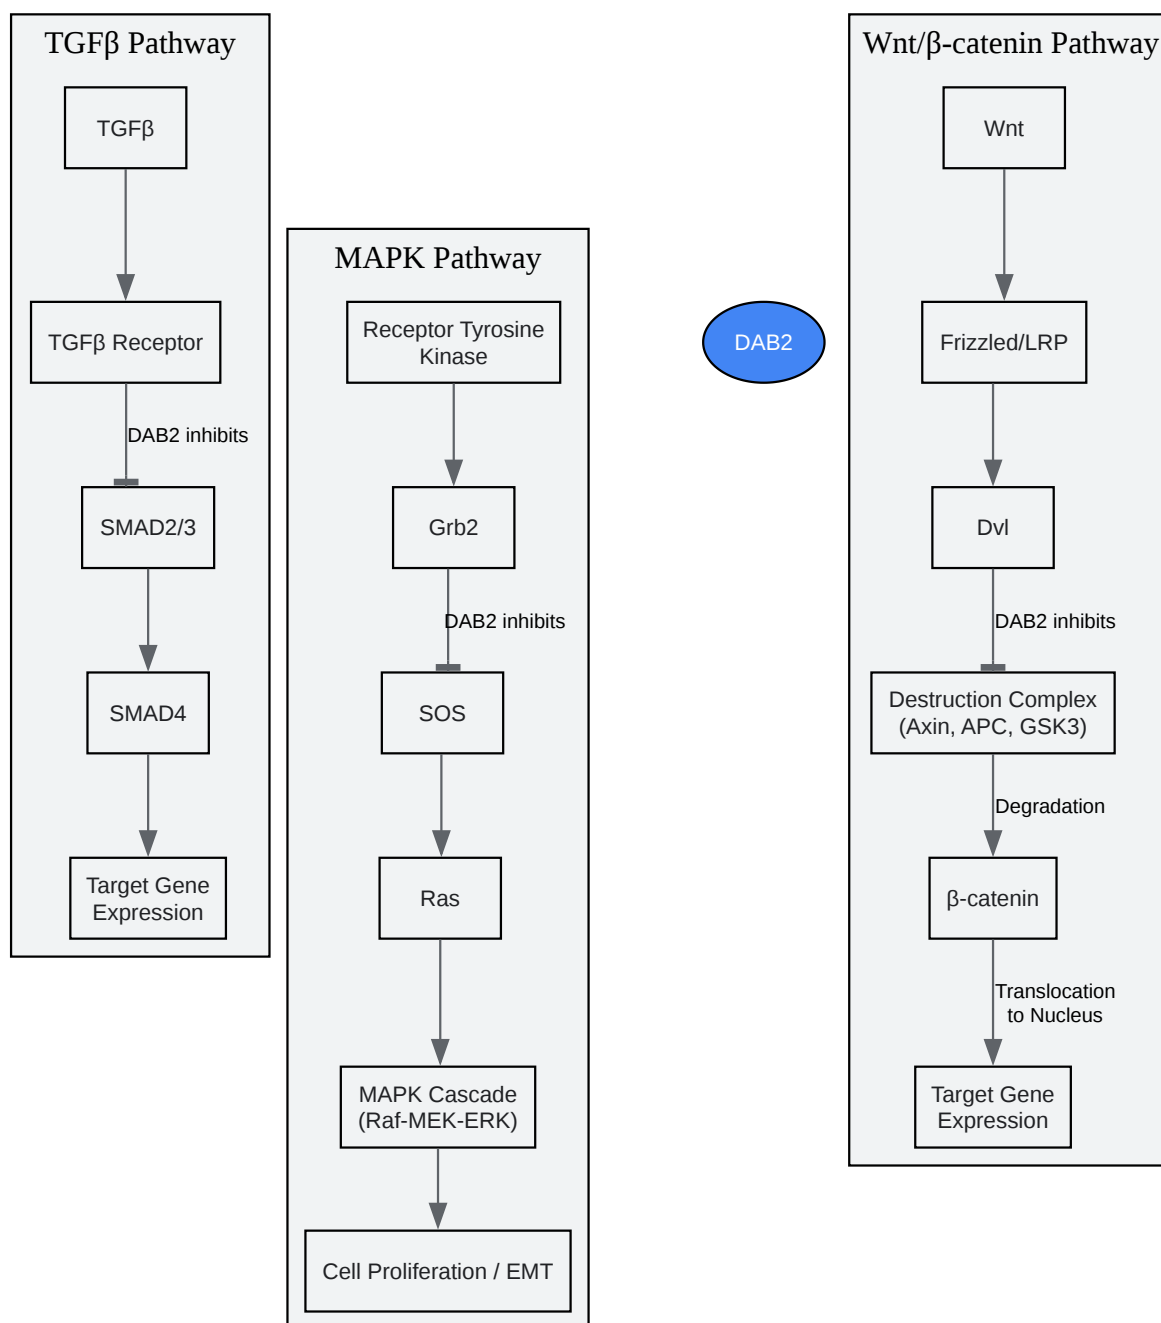 TGFβ Pathway
TGFβ
TGFβ Receptor
DAB2 inhibits
SMAD2/3
SMAD4
Target Gene
Expression
MAPK Pathway
Receptor Tyrosine
Kinase
Grb2
DAB2 inhibits
SOS
Ras
MAPK Cascade
(Raf-MEK-ERK)
Cell Proliferation / EMT
DAB2
Wnt/β-catenin Pathway
Wnt
Frizzled/LRP
Dvl
DAB2 inhibits
Destruction Complex
(Axin, APC, GSK3)
Degradation
β-catenin
Translocation
to Nucleus
Target Gene
Expression